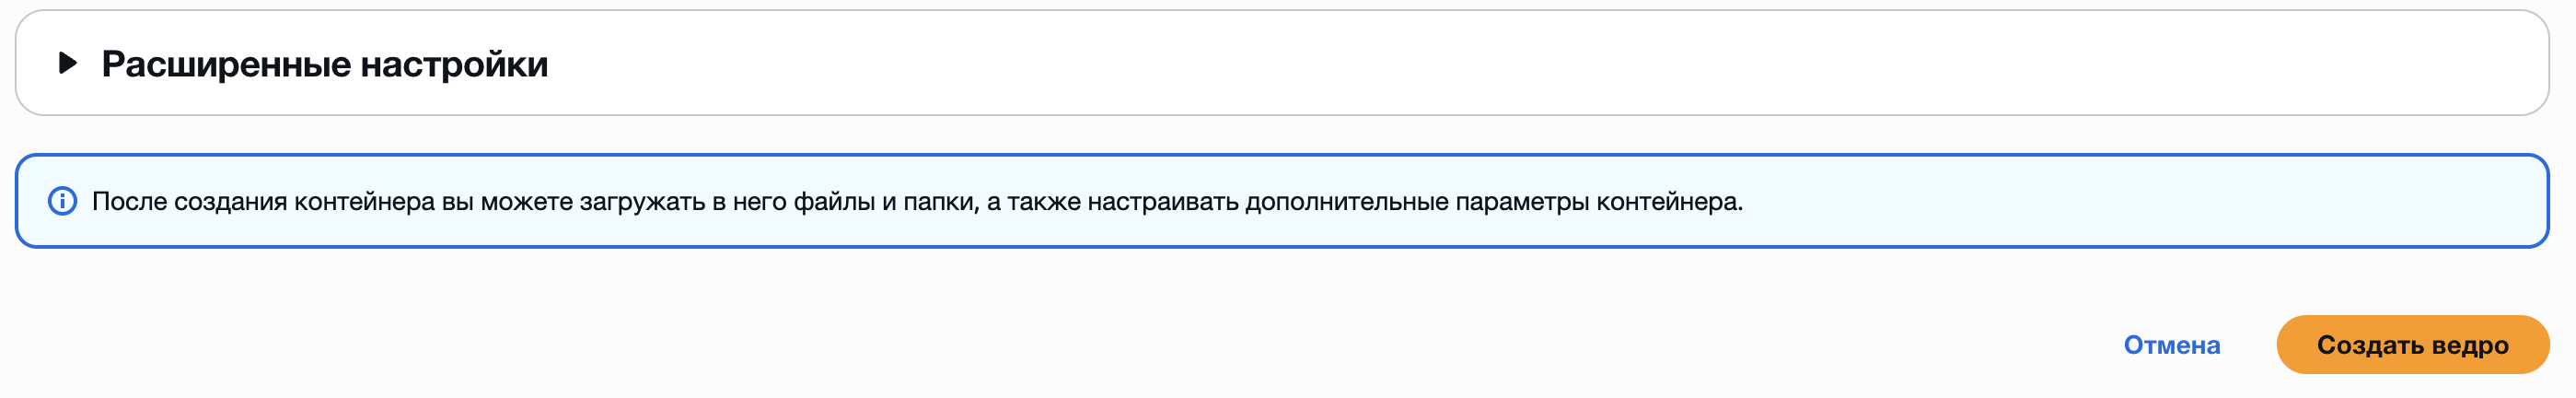 Расширенные настройки
После создания контейнера вы можете загружать в него файлы и папки, а также настраивать дополнительные параметры контейнера.
Отмена
Создать ведро